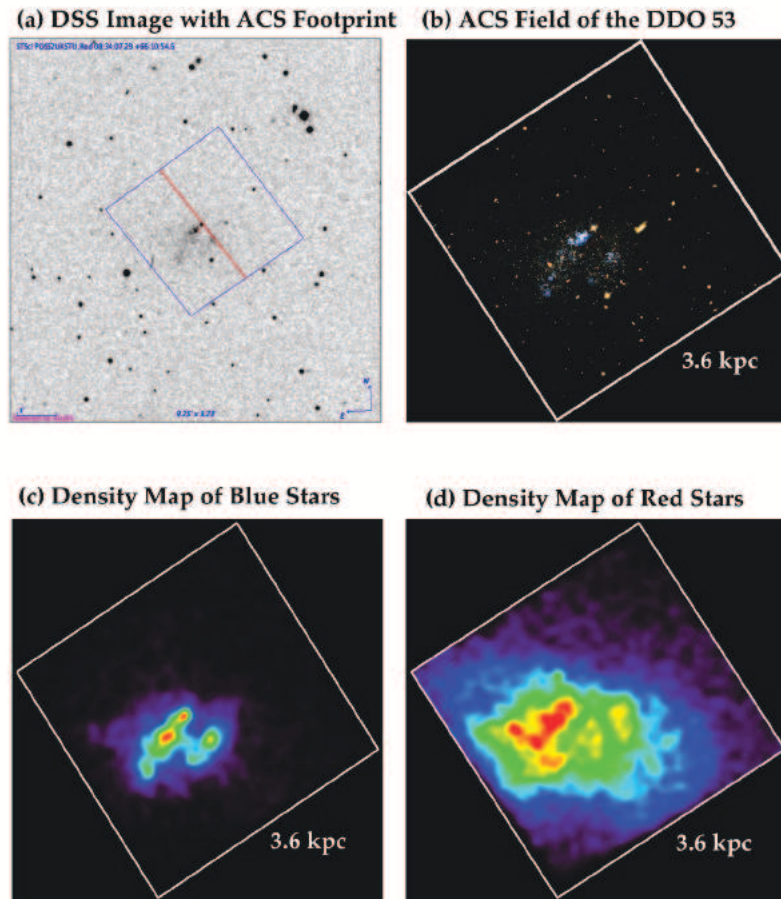 (a) DSS Image with ACS Footprint
(b) ACS Field of the DDO 53
N
E
3.6 kpc
(c) Density Map of Blue Stars
(d) Density Map of Red Stars
3.6 kpc
3.6 kpc